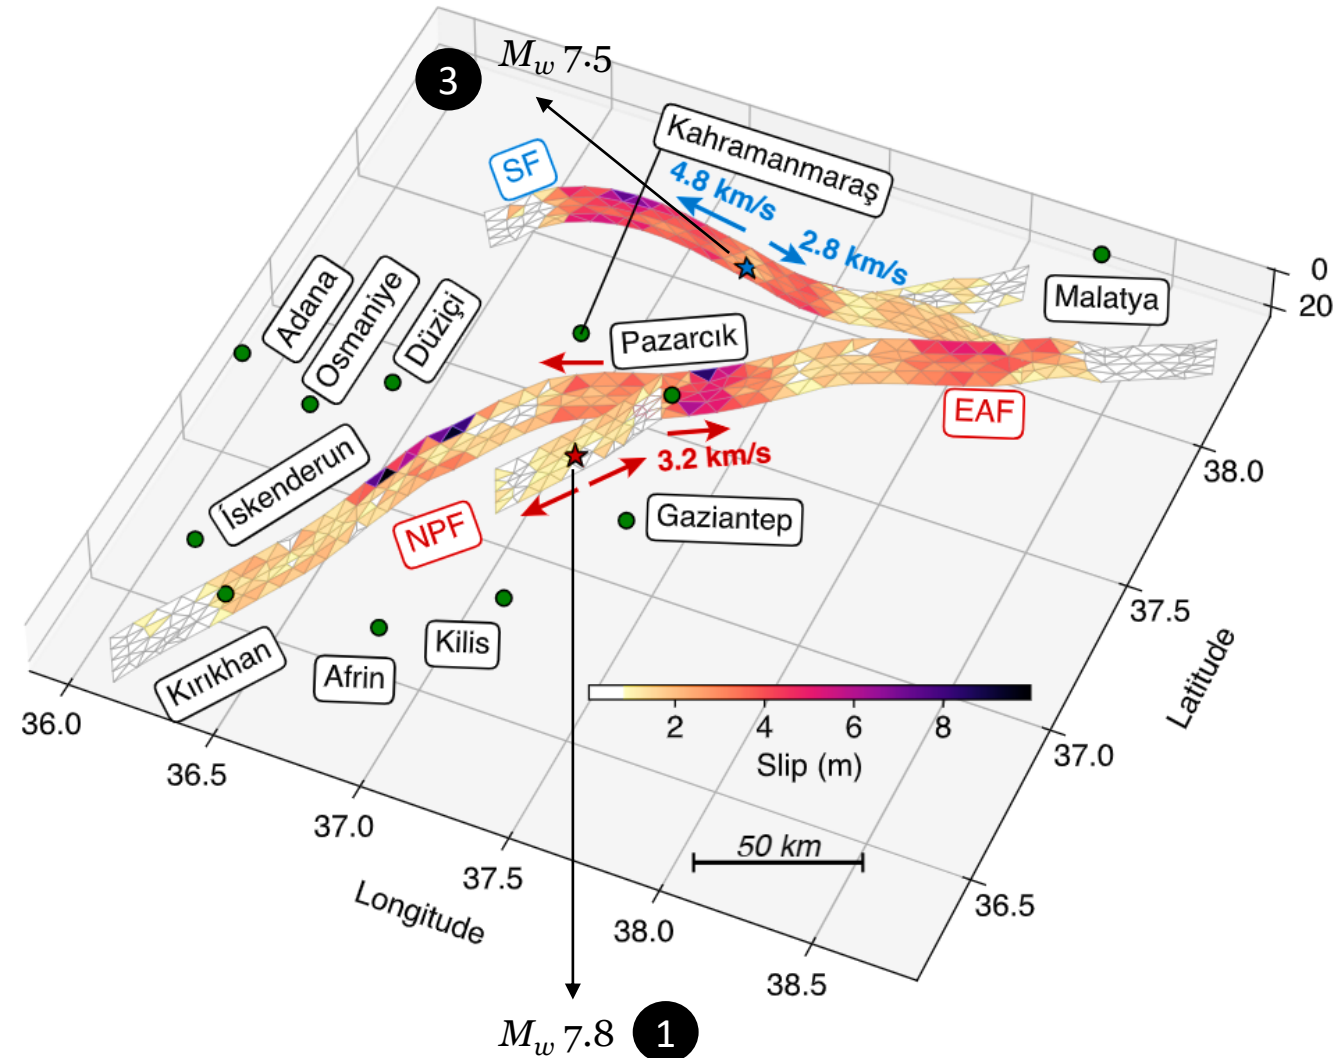 3
Mw 7.5
Kahramanmaraş
SF
4.8 km/s
2.8 km/s
0
20
Malatya
Adana
Osmaniye
Düziçi
Pazarcık
EAF
3.2 km/s
38.0
İskenderun
NPF
Gaziantep
37.5
Kilis
Kırıkhan
Afrin
Latitude
36.0
2 4 6 8
Slip (m)
37.0
36.5
37.0
50 km
37.5
36.5
Longitude
38.0
38.5
Mw 7.8
1